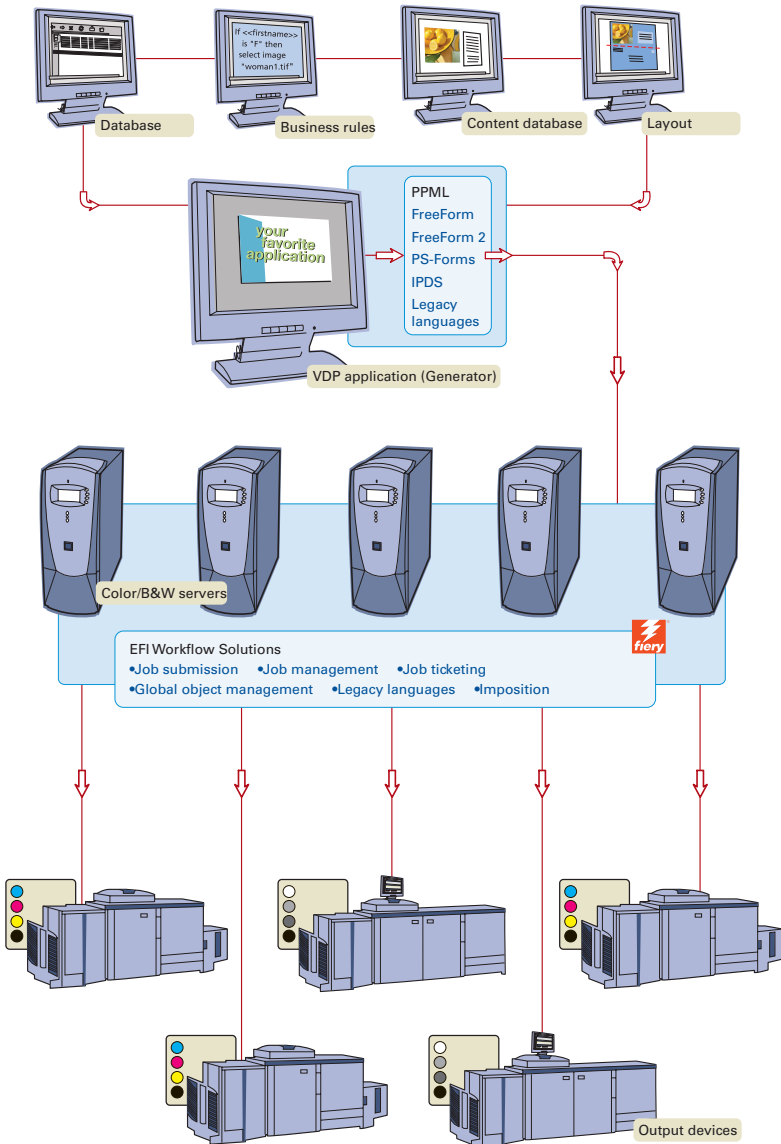 If <<firstname>>
is "F" then
select image
"woman1.tif"
Database
Business rules
Content database
Layout
your
favorite
application
PPML
FreeForm
FreeForm 2
PS-Forms
IPDS
Legacy
languages
VDP application (Generator)
Color/B&W servers
fiery
EFI Workflow Solutions
•Job submission •Job management •Job ticketing
•Global object management •Legacy languages •Imposition
Output devices